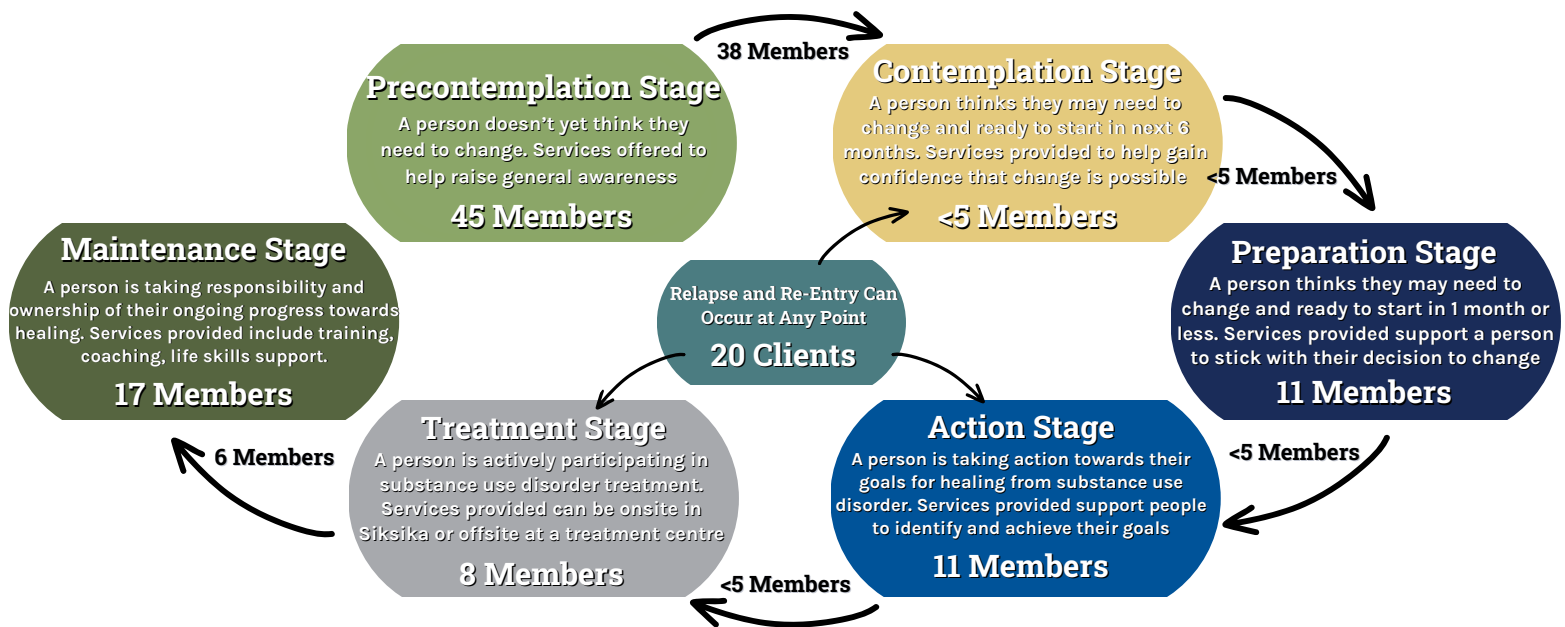 38 Members
Precontemplation Stage
A person doesn’t yet think they
need to change. Services offered to
help raise general awareness
45 Members
Contemplation Stage
A person thinks they may need to
change and ready to start in next 6
months. Services provided to help gain
confidence that change is possible
<5 Members
<5 Members
Maintenance Stage
A person is taking responsibility and
ownership of their ongoing progress towards
healing. Services provided include training,
coaching, life skills support.
17 Members
Relapse and Re-Entry Can
Occur at Any Point
20 Clients
Preparation Stage
A person thinks they may need to
change and ready to start in 1 month or
less. Services provided support a person
to stick with their decision to change
11 Members
6 Members
<5 Members
Treatment Stage
A person is actively participating in
substance use disorder treatment.
Services provided can be onsite in
Siksika or offsite at a treatment centre
8 Members
<5 Members
Action Stage
A person is taking action towards their
goals for healing from substance use
disorder. Services provided support people
to identify and achieve their goals
11 Members